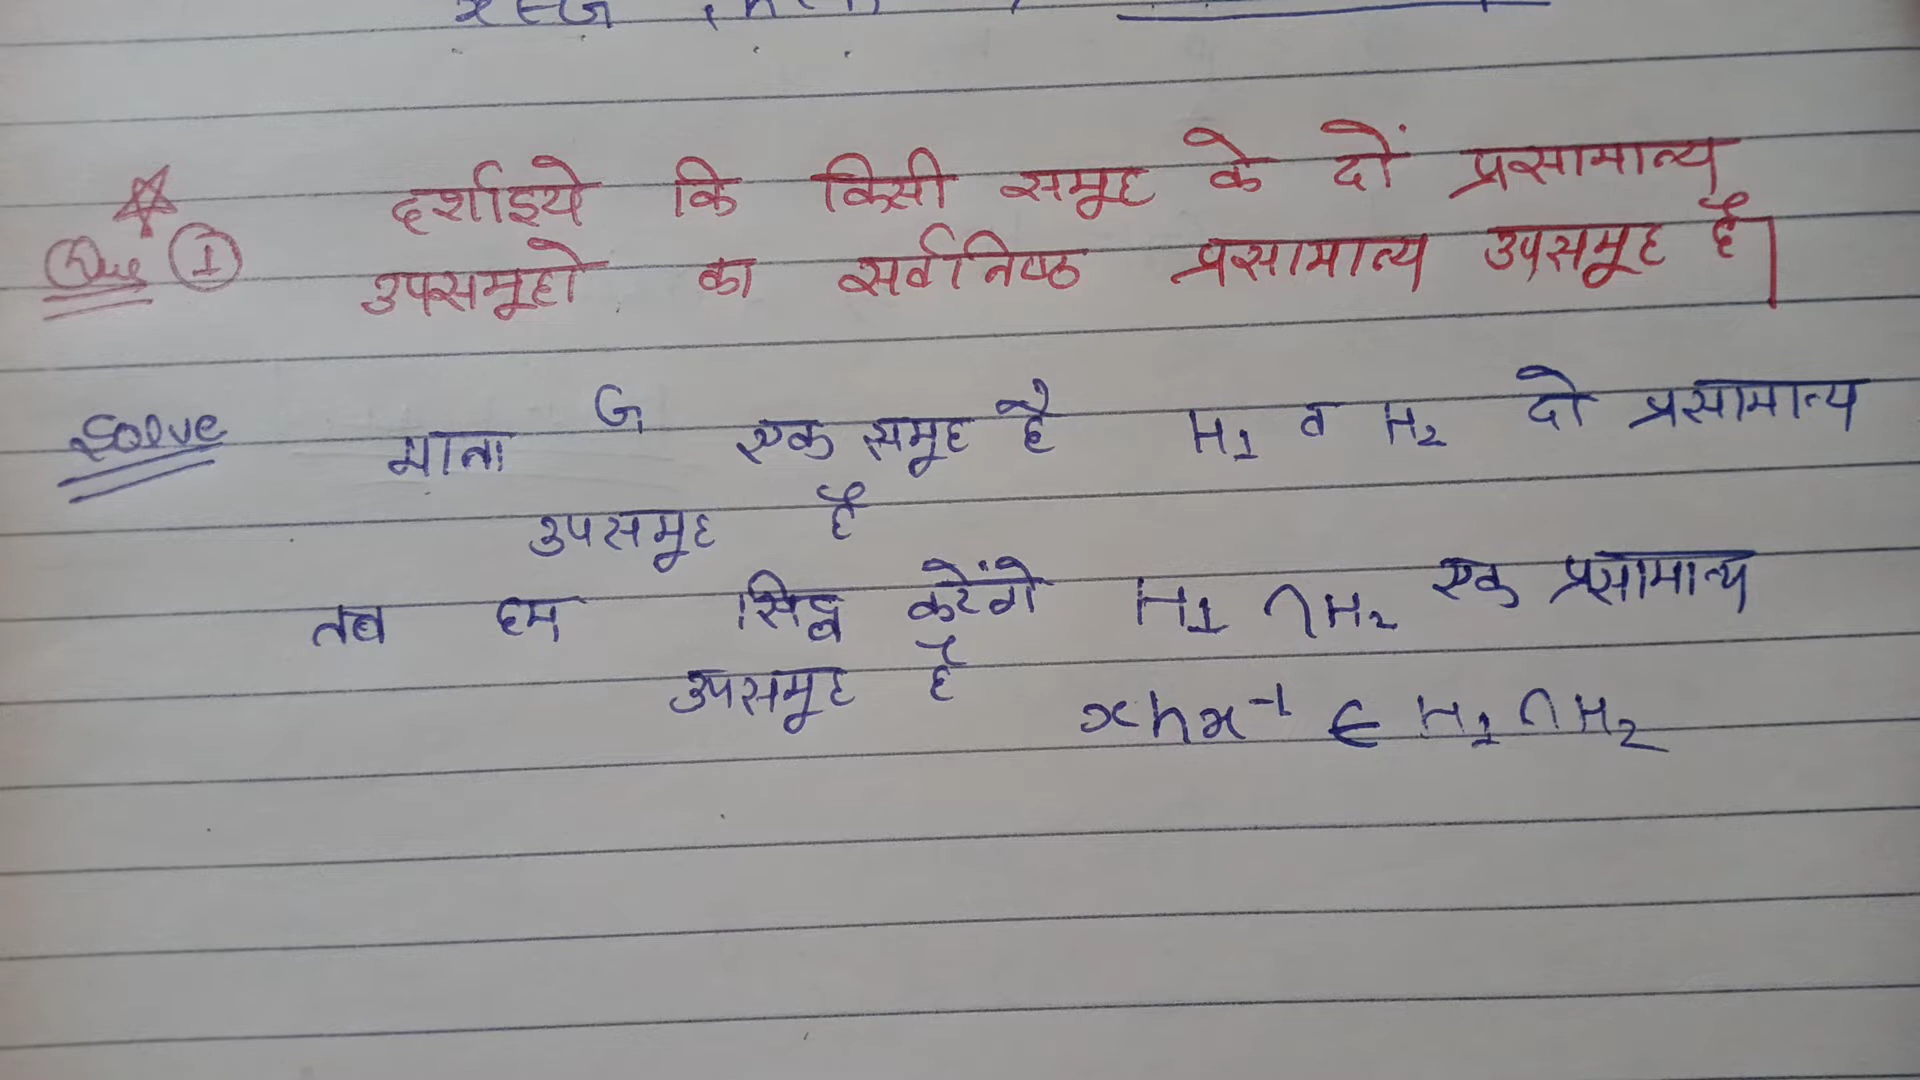 Que ① दर्शाइये कि किसी समूह के दों प्रसामान्य
उपसमूहो का सर्वनिष्ठ प्रसामान्य उपसमूह है।
Solve माना G एक समूह है H₁ व H₂ दो प्रसामान्य
उपसमूह है
तब हम सिद्ध करेंगे H₁ ∩ H₂ एक प्रसामान्य
उपसमूह है
xhx⁻¹ ∈ H₁ ∩ H₂